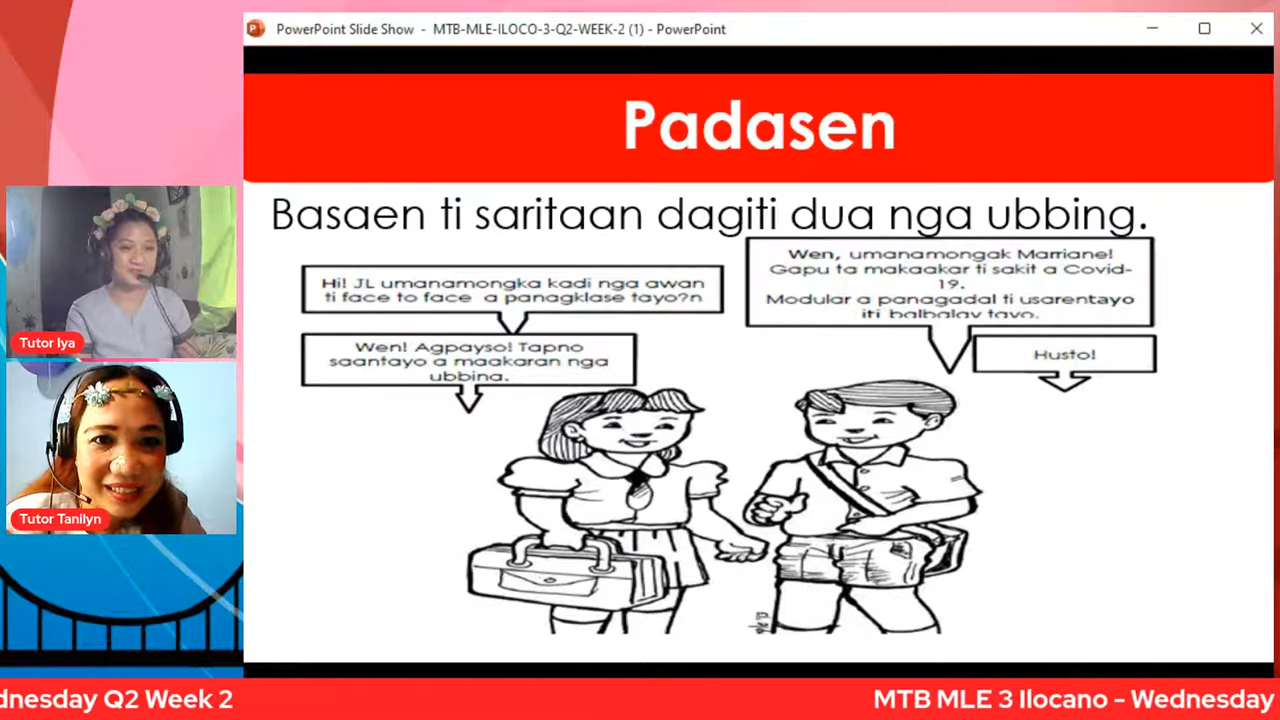 PowerPoint Slide Show - MTB-MLE-ILOCO-3-Q2-WEEK-2 (1) - PowerPoint
Padasen
Basaen ti saritaan dagiti dua nga ubbing.
Hi! JL umanamongka kadi nga awan
ti face to face a panagklase tayo?n
Wen, umanamongak Marriane!
Gapu ta makaakar ti sakit a Covid-
19.
Modular a panagadal ti usarentayo
iti balbalay tayo.
Wen! Agpayso! Tapno
saantayo a maakaran nga
ubbing.
Husto!
Tutor Iya
Tutor Tanilyn
dnesday Q2 Week 2
MTB MLE 3 Ilocano - Wednesday